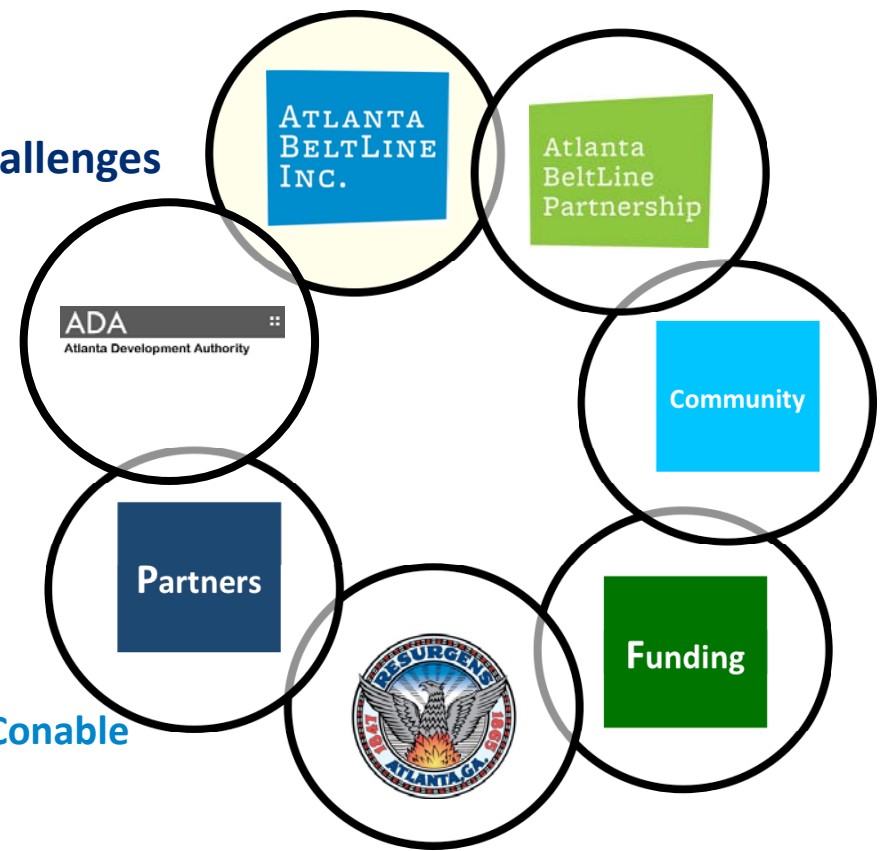 ATLANTA
BELTLINE
INC.
Atlanta
BeltLine
Partnership
allenges
ADA
Atlanta Development Authority
Community
Partners
Funding
RESURGENS
1847 1865
ATLANTA, GA.
Conable